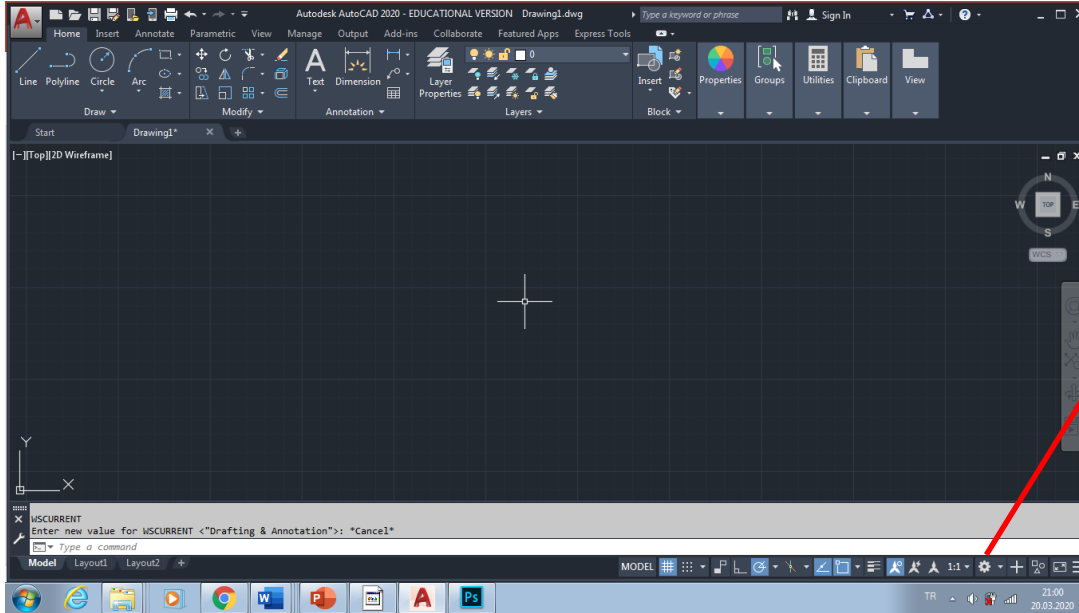 Autodesk AutoCAD 2020 - EDUCATIONAL VERSION Drawing1.dwg
Type a keyword or phrase
Sign In
Home Insert Annotate Parametric View Manage Output Add-ins Collaborate Featured Apps Express Tools
0
Line Polyline Circle Arc
Text Dimension
Layer Properties
Insert
Properties Groups Utilities Clipboard View
Draw Modify Annotation Layers Block
Start Drawing1* +
[−][Top][2D Wireframe]
N
W TOP E
S
WCS
Y
X
WSCURRENT
Enter new value for WSCURRENT <"Drafting & Annotation">: *Cancel*
Type a command
Model Layout1 Layout2 +
MODEL 1:1
TR
21:00
20.03.2020